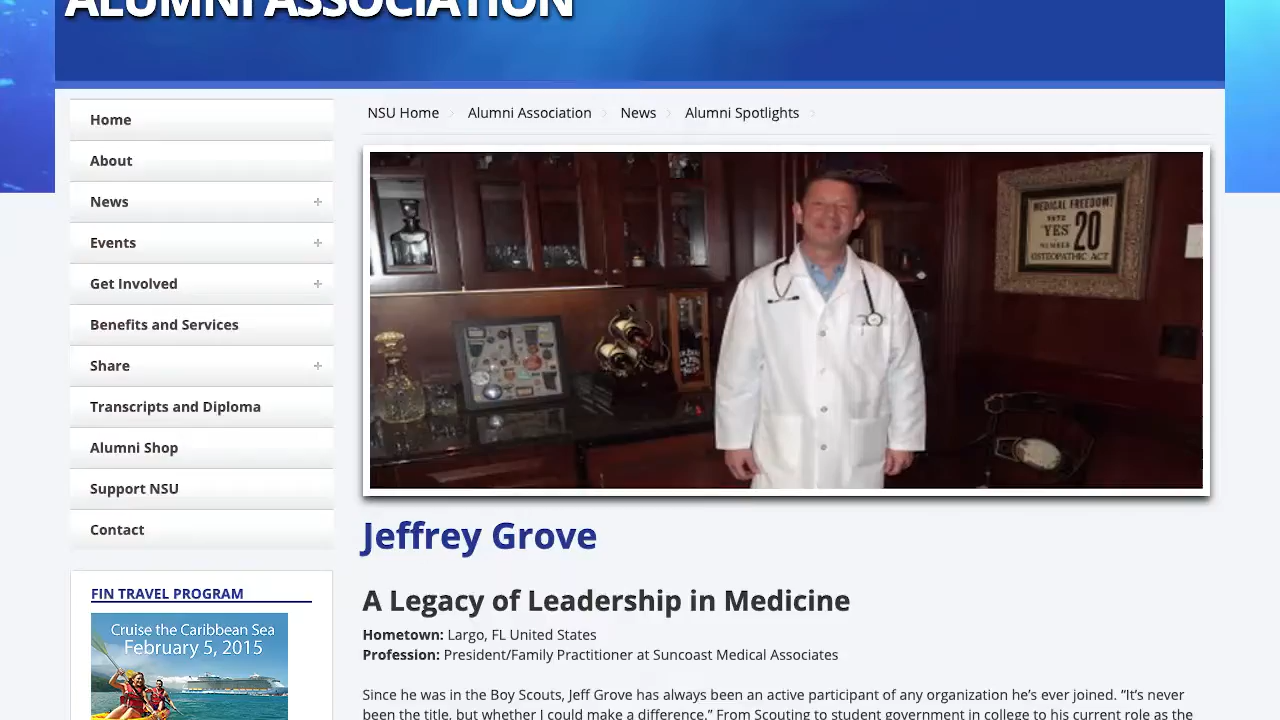 ALUMNI ASSOCIATION
NSU Home
Alumni Association
News
Alumni Spotlights
Home
About
News
Events
Get Involved
Benefits and Services
Share
Transcripts and Diploma
Alumni Shop
Support NSU
Contact
MEDICAL FREEDOM!
VOTE
"YES" 20
NUMBER
OSTEOPATHIC ACT
Jeffrey Grove
A Legacy of Leadership in Medicine
Hometown: Largo, FL United States
Profession: President/Family Practitioner at Suncoast Medical Associates
Since he was in the Boy Scouts, Jeff Grove has always been an active participant of any organization he’s ever joined. “It’s never
been the title, but whether I could make a difference.” From Scouting to student government in college to his current role as the
FIN TRAVEL PROGRAM
Cruise the Caribbean Sea
February 5, 2015